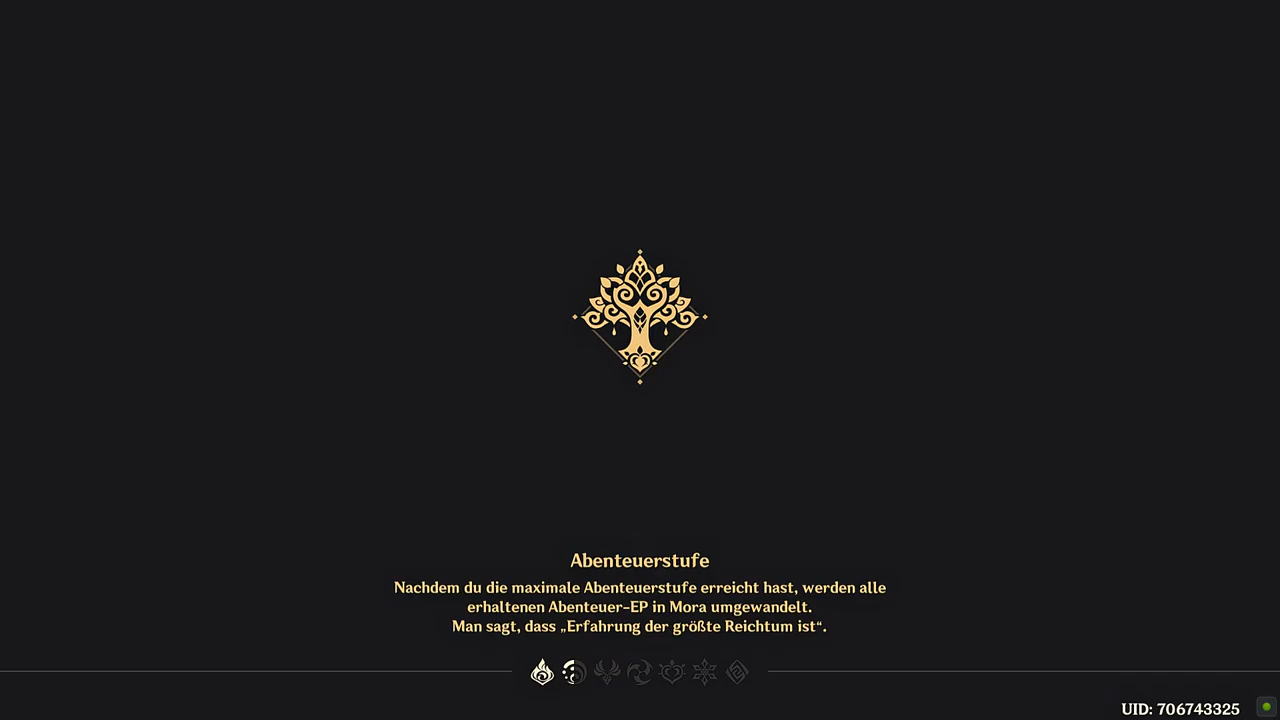 Abenteuerstufe
Nachdem du die maximale Abenteuerstufe erreicht hast, werden alle
erhaltenen Abenteuer-EP in Mora umgewandelt.
Man sagt, dass „Erfahrung der größte Reichtum ist“.
UID: 706743325